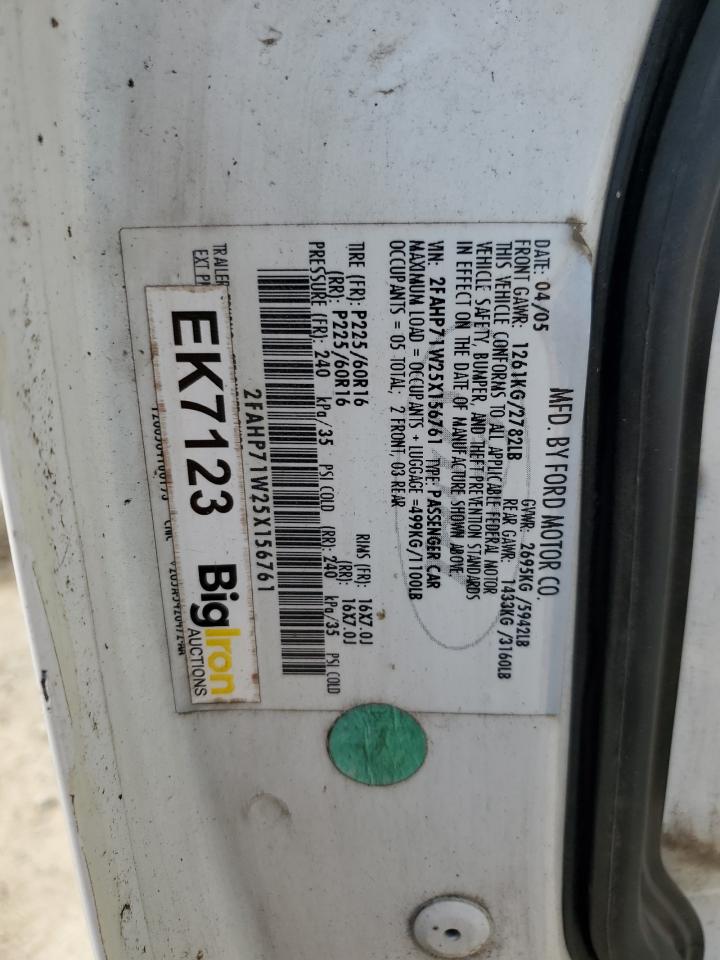 MFD. BY FORD MOTOR CO.
DATE: 04/05 GVWR: 2695KG /5942LB
FRONT GAWR: 1261KG /2782LB REAR GAWR: 1433KG /3160LB
THIS VEHICLE CONFORMS TO ALL APPLICABLE FEDERAL MOTOR
VEHICLE SAFETY, BUMPER, AND THEFT PREVENTION STANDARDS
IN EFFECT ON THE DATE OF MANUFACTURE SHOWN ABOVE.
VIN: 2FAHP71W25X156761 TYPE: PASSENGER CAR
MAXIMUM LOAD = OCCUPANTS + LUGGAGE =499KG/1100LB
OCCUPANTS = 05 TOTAL; 2 FRONT, 03-REAR
TIRE (FR): P225/60R16 RIMS (FR): 16X7.0J
(RR): P225/60R16 (RR): 16X7.0J
PRESSURE (FR): 240 kPa/35 PSI COLD (RR): 240 kPa/35 PSI COLD
2FAHP71W25X156761
TRAILER
EXT
EK7123 BigIron
AUCTIONS